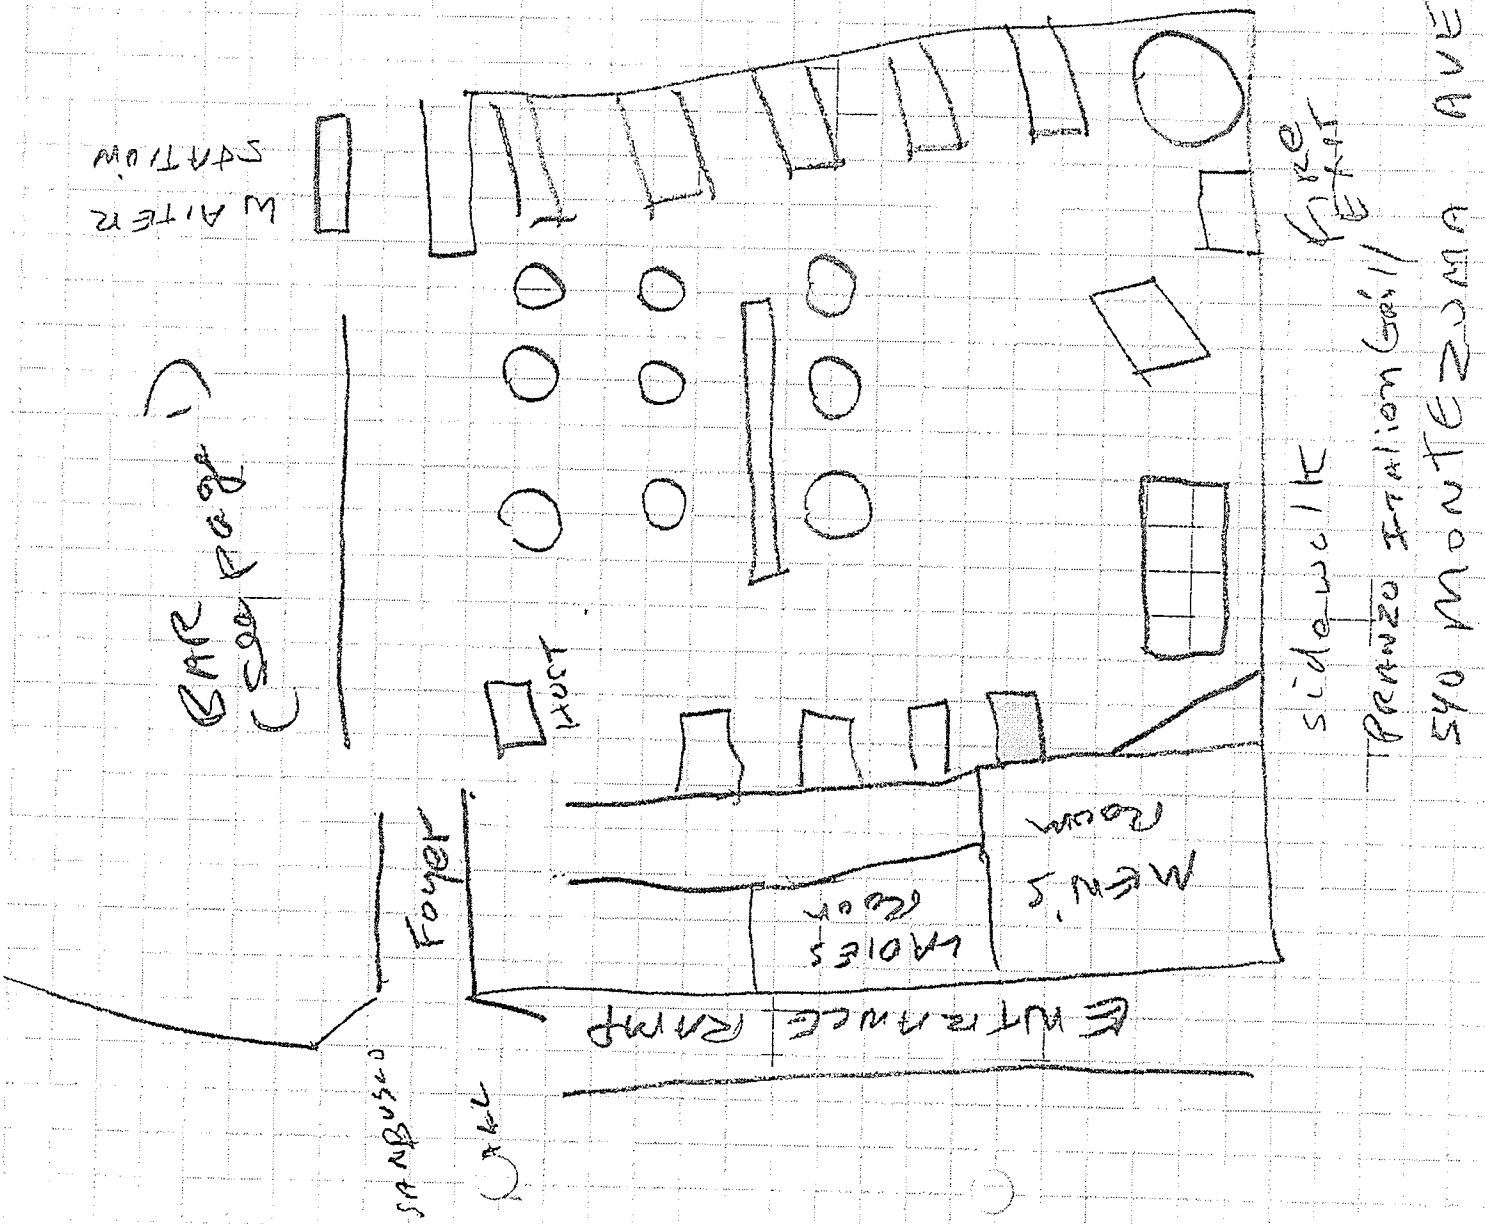 WAITER
STATION
BAR
(See page 1)
HOST
Foyer
fire
EXIT
sidewalk
PRANZO ITALIAN Grill
540 MONTEZUMA AVE
MEN'S
Room
LADIES
Room
ENTRANCE RAMP
SANBUSCO